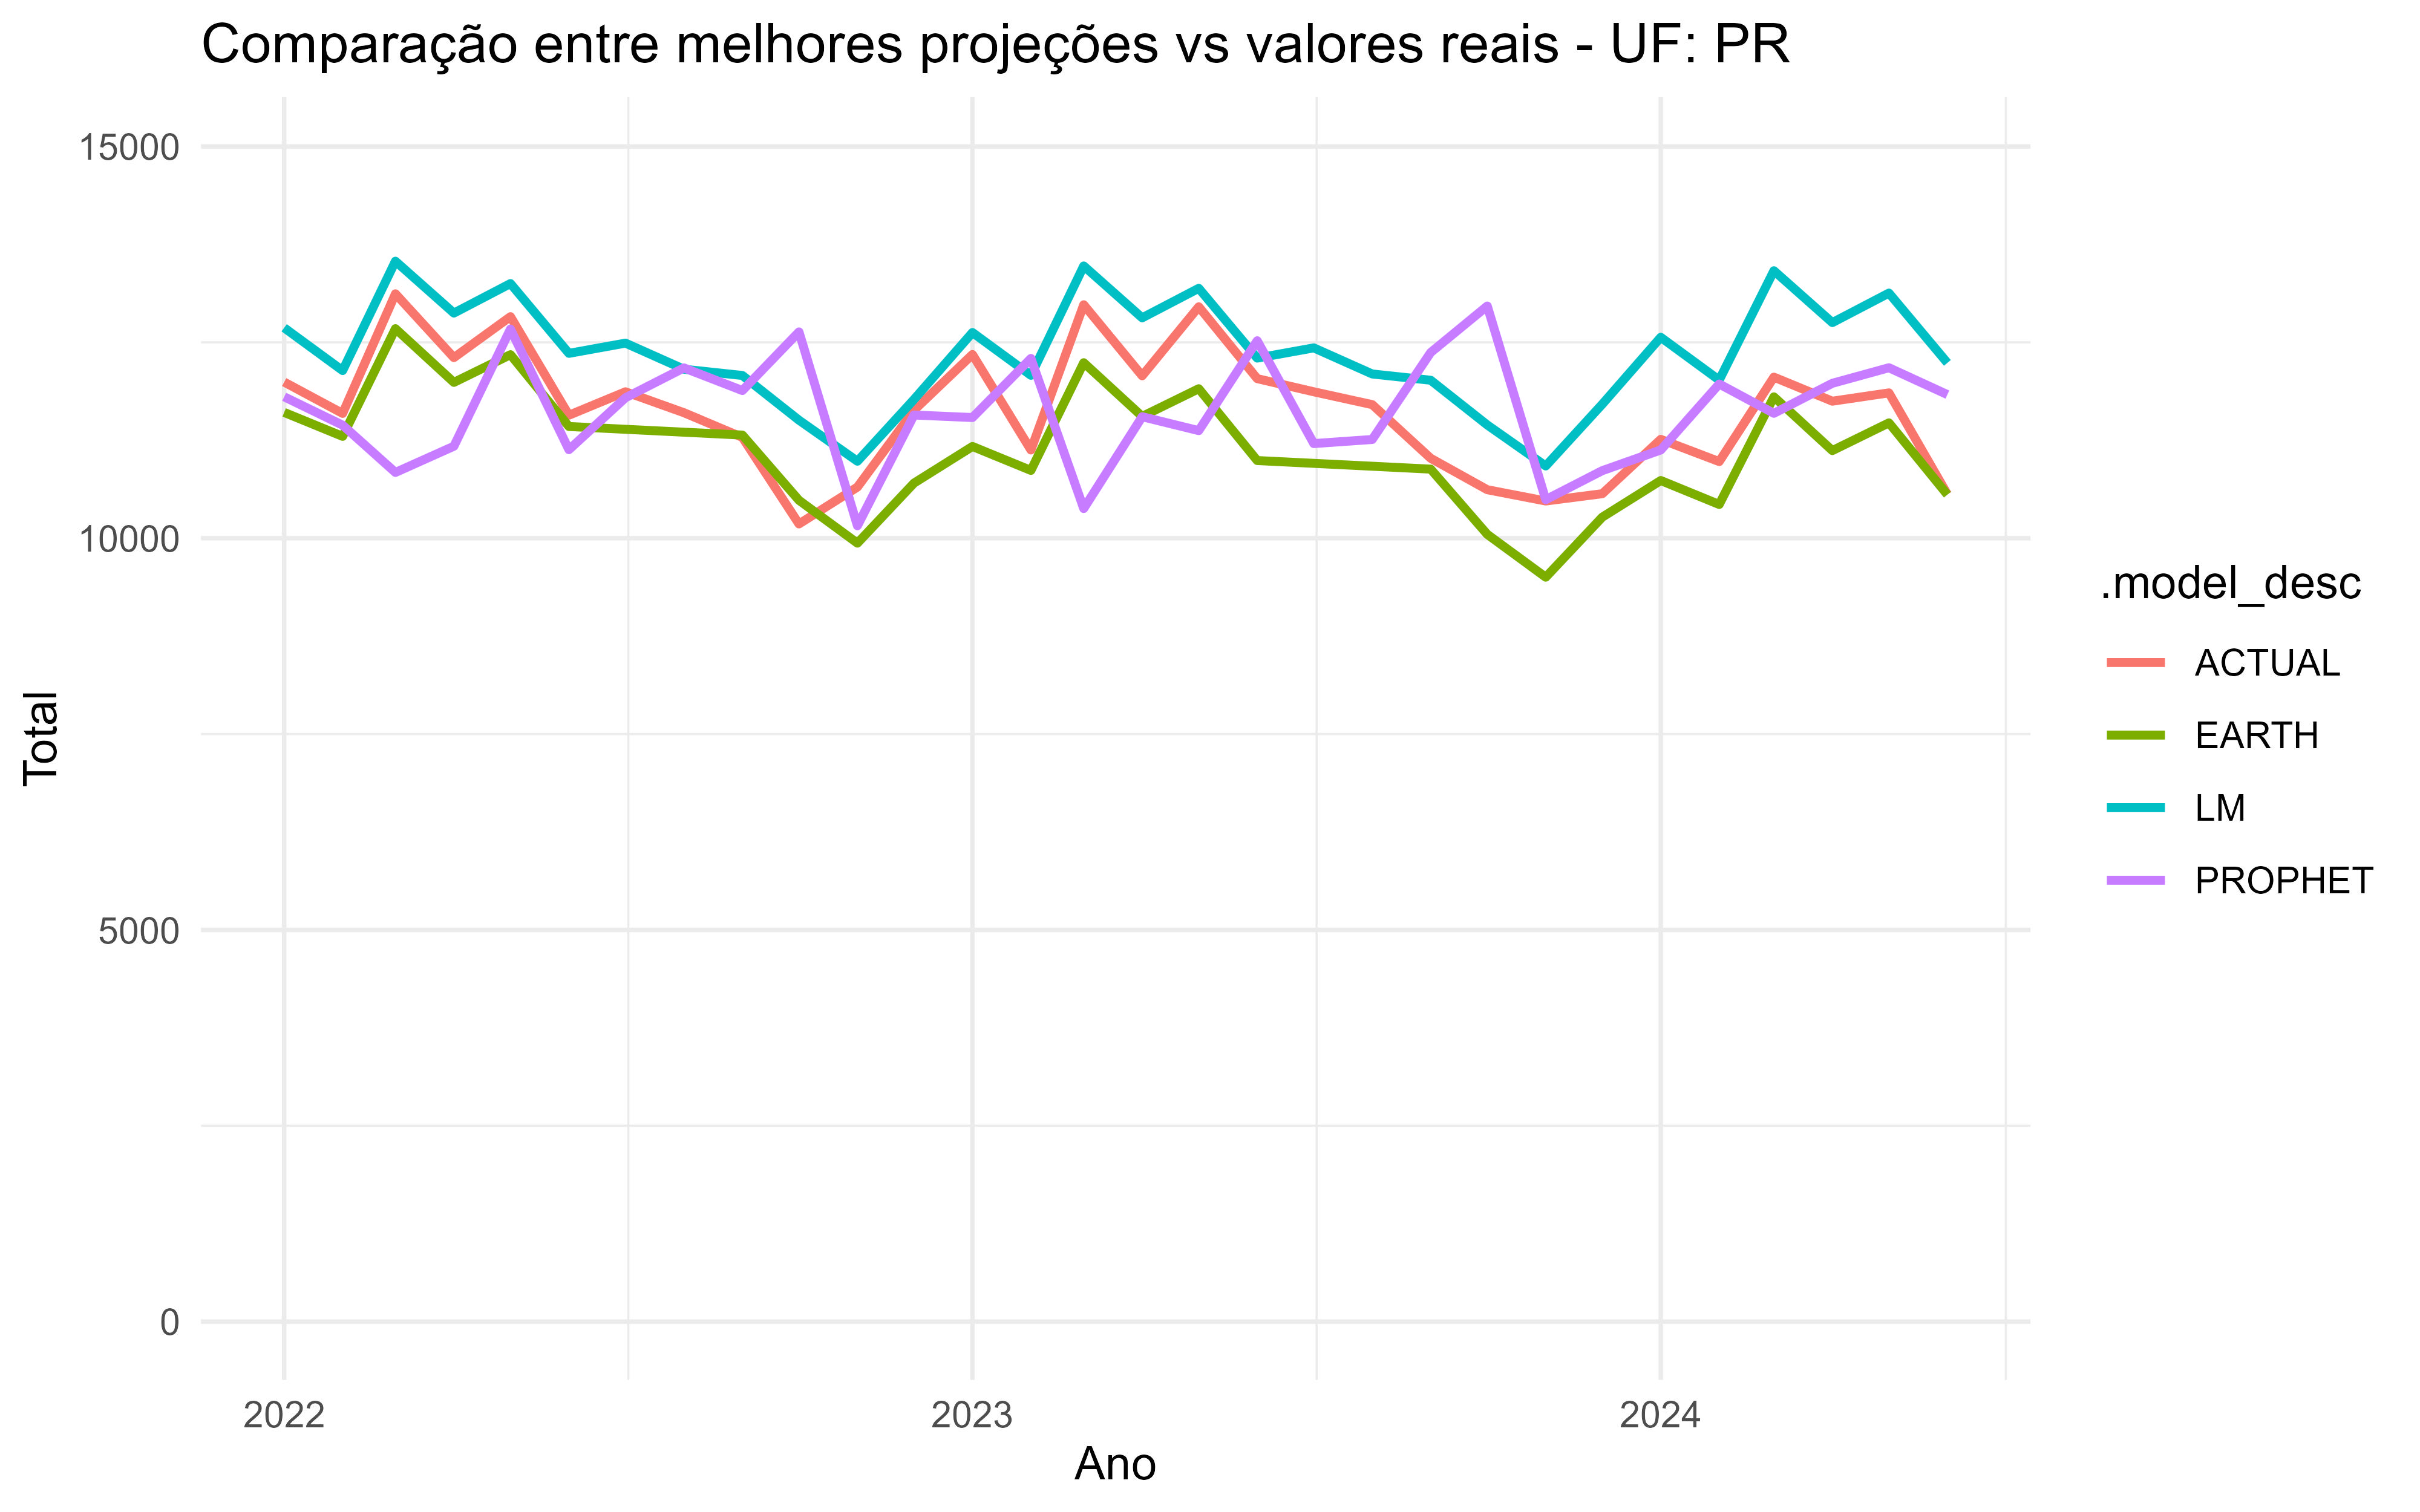 Comparação entre melhores projeções vs valores reais - UF: PR
15000
10000
5000
0
Total
2022
2023
2024
Ano
.model_desc
ACTUAL
EARTH
LM
PROPHET